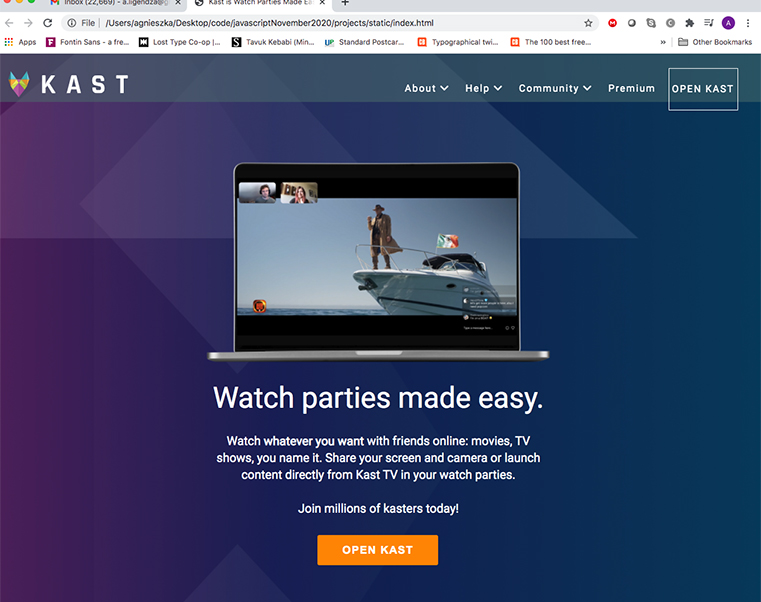 Inbox (22,669) - a.ligendza@
Kast is Watch Parties Made E
File /Users/agnieszka/Desktop/code/javascriptNovember2020/projects/static/index.html
Apps Fontin Sans - a fre... Lost Type Co-op |... Tavuk Kebabi (Min... Standard Postcar... Typographical twi... The 100 best free... » Other Bookmarks
KAST
About Help Community Premium OPEN KAST
Watch parties made easy.
Watch whatever you want with friends online: movies, TV
shows, you name it. Share your screen and camera or launch
content directly from Kast TV in your watch parties.
Join millions of kasters today!
OPEN KAST